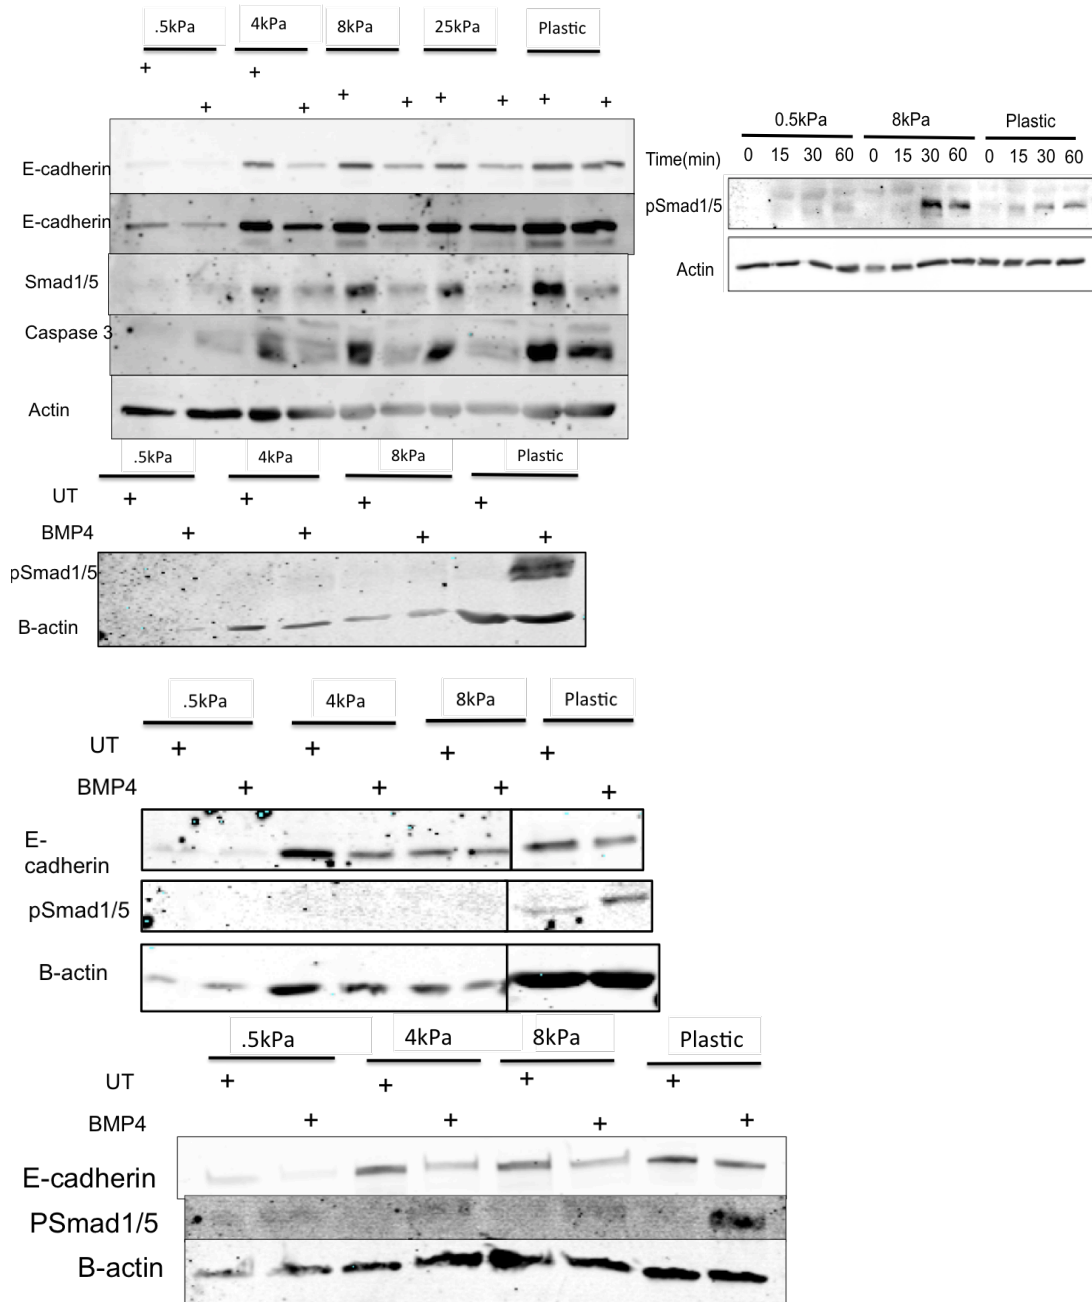 .5kPa 4kPa 8kPa 25kPa Plastic
+ + + + +
+ + + + +
E-cadherin
E-cadherin
Smad1/5
Caspase 3
Actin
0.5kPa 8kPa Plastic
Time(min) 0 15 30 60 0 15 30 60 0 15 30 60
pSmad1/5
Actin
.5kPa 4kPa 8kPa Plastic
UT + + + +
BMP4 + + + +
pSmad1/5
B-actin
.5kPa 4kPa 8kPa Plastic
UT + + + +
BMP4 + + + +
E-
cadherin
pSmad1/5
B-actin
.5kPa 4kPa 8kPa Plastic
UT + + + +
BMP4 + + + +
E-cadherin
PSmad1/5
B-actin